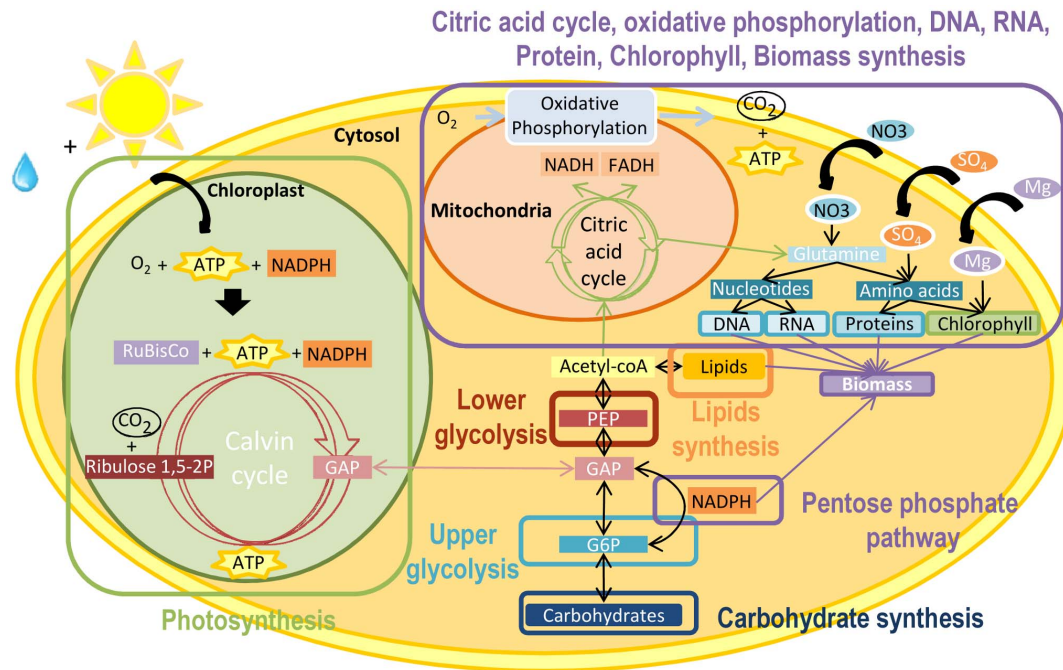 Citric acid cycle, oxidative phosphorylation, DNA, RNA,
Protein, Chlorophyll, Biomass synthesis
+
Cytosol
O2
Oxidative
Phosphorylation
CO2
+
ATP
NO3
SO4
Mg
Chloroplast
NADH
FADH
Mitochondria
Citric
acid
cycle
NO3
SO4
Mg
Glutamine
O2 + ATP + NADPH
Nucleotides
Amino acids
DNA
RNA
Proteins
Chlorophyll
RuBisCo + ATP + NADPH
Acetyl-coA
Lipids
Biomass
Lower
glycolysis
PEP
Lipids
synthesis
CO2
+
Ribulose 1,5-2P
Calvin
cycle
GAP
GAP
NADPH
Pentose phosphate
pathway
Upper
glycolysis
G6P
ATP
Photosynthesis
Carbohydrates
Carbohydrate synthesis